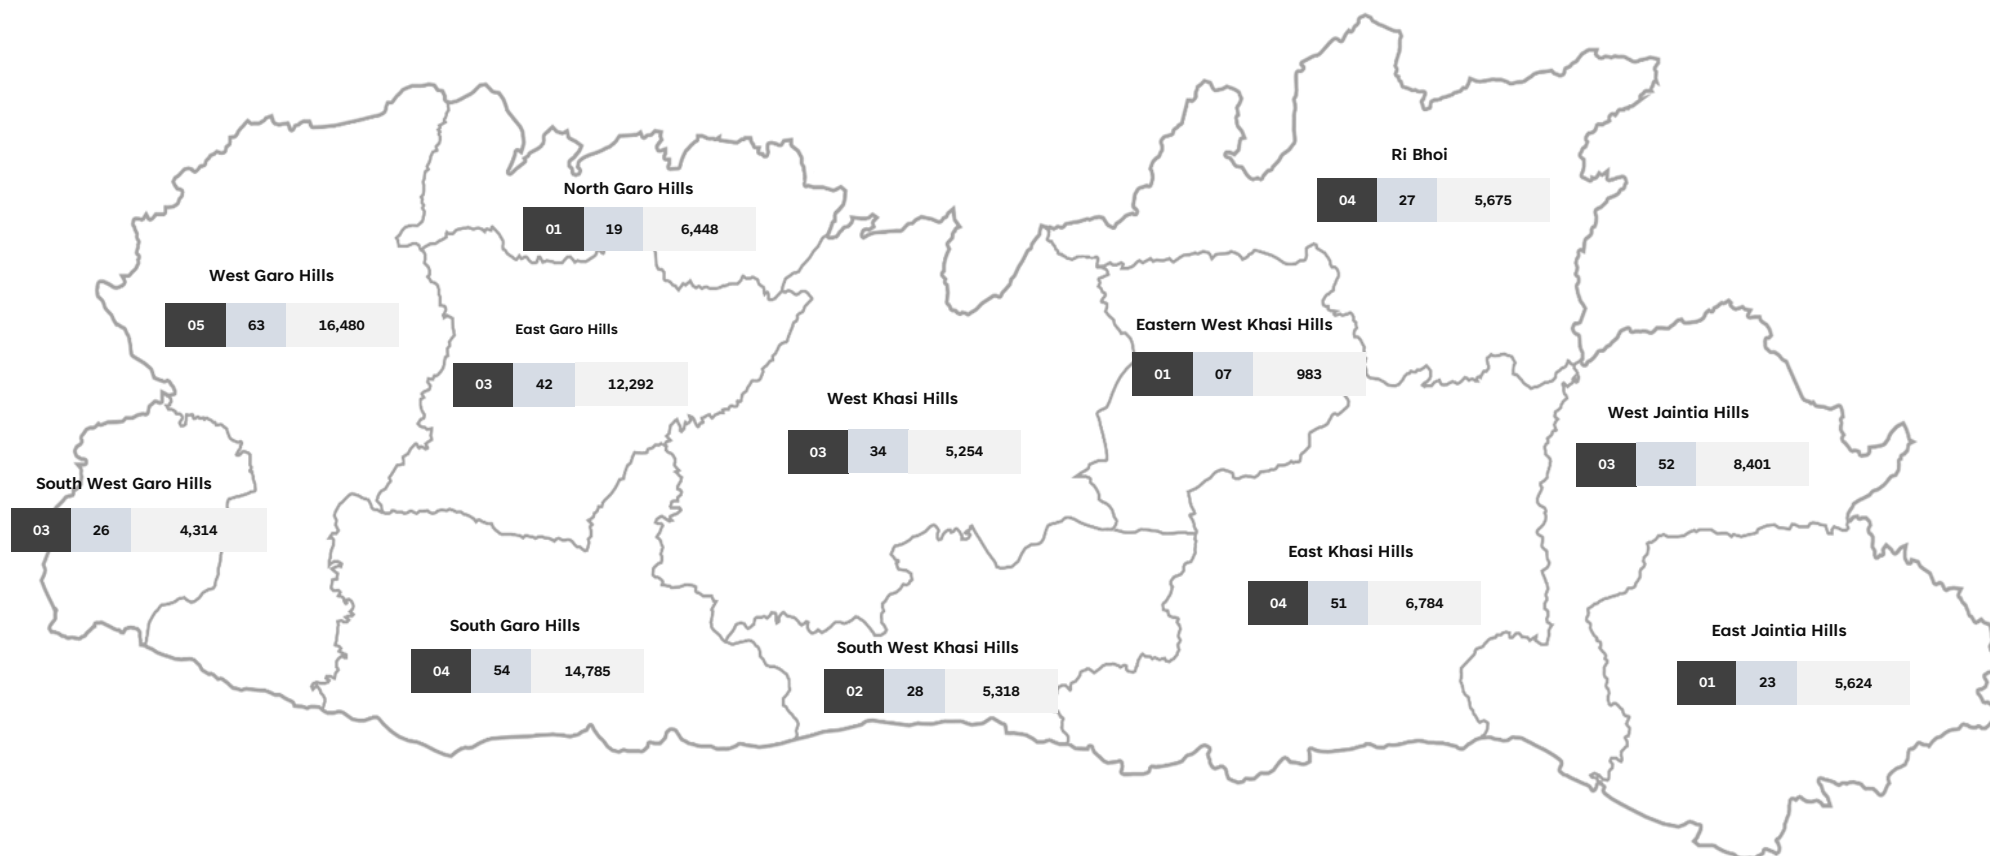 Ri Bhoi
04 27 5,675
North Garo Hills
01 19 6,448
West Garo Hills
05 63 16,480
East Garo Hills
03 42 12,292
Eastern West Khasi Hills
01 07 983
West Khasi Hills
03 34 5,254
West Jaintia Hills
03 52 8,401
South West Garo Hills
03 26 4,314
East Khasi Hills
04 51 6,784
South Garo Hills
04 54 14,785
South West Khasi Hills
02 28 5,318
East Jaintia Hills
01 23 5,624